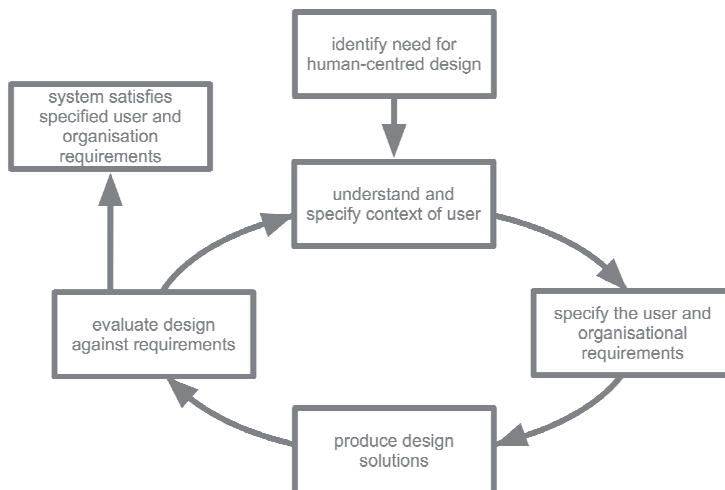 identify need for
human-centred design
system satisfies
specified user and
organisation
requirements
understand and
specify context of user
specify the user and
organisational
requirements
evaluate design
against requirements
produce design
solutions